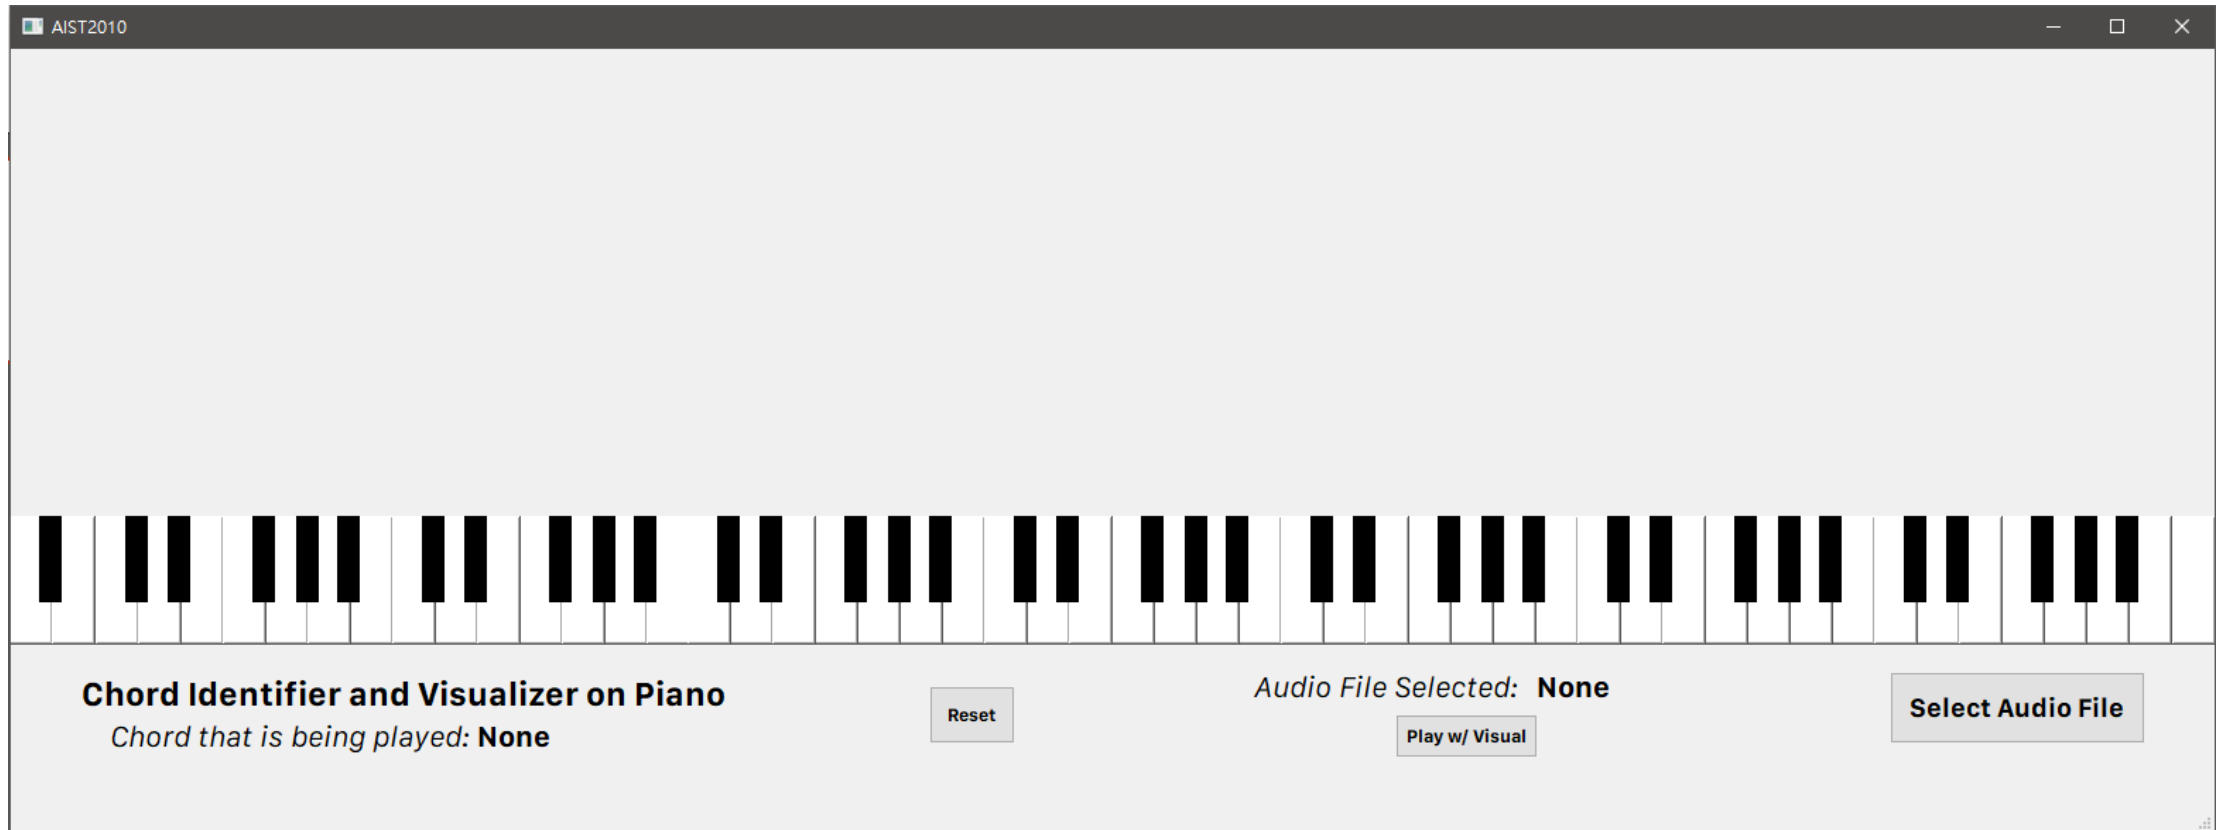 AIST2010
Chord Identifier and Visualizer on Piano
Chord that is being played: None
Reset
Audio File Selected: None
Play w/ Visual
Select Audio File